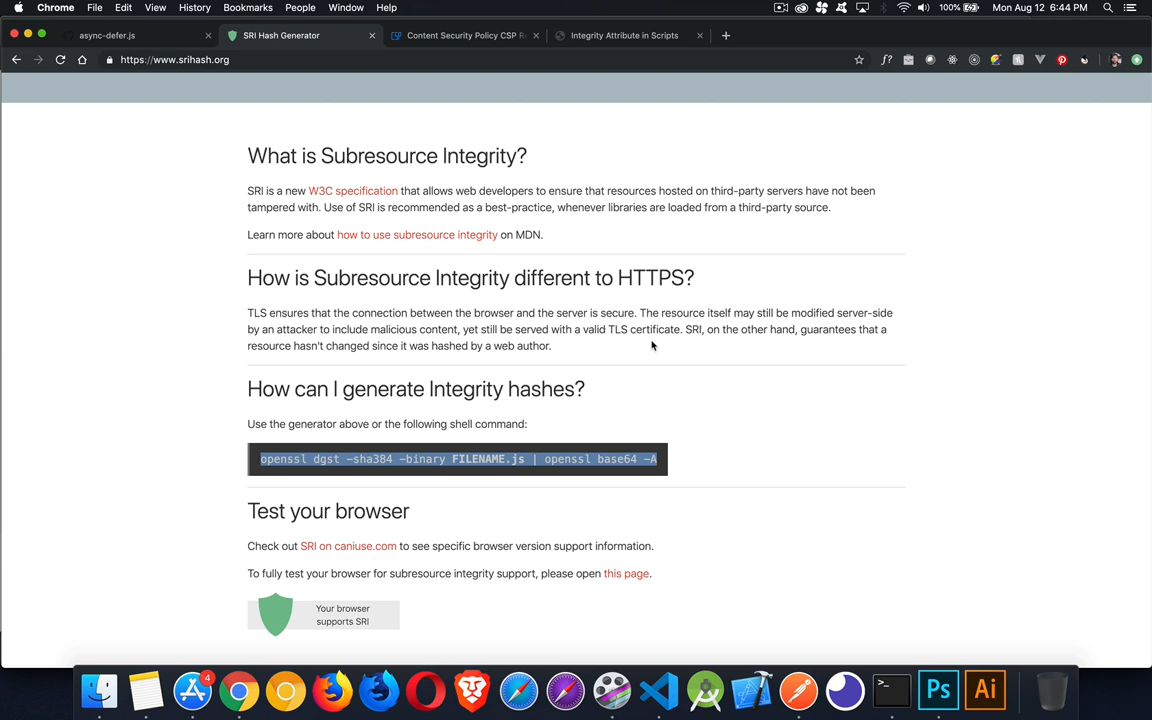 Chrome File Edit View History Bookmarks People Window Help 100% Mon Aug 12 6:44 PM
async-defer.js SRI Hash Generator Content Security Policy CSP Re Integrity Attribute in Scripts
https://www.srihash.org
What is Subresource Integrity?
SRI is a new W3C specification that allows web developers to ensure that resources hosted on third-party servers have not been
tampered with. Use of SRI is recommended as a best-practice, whenever libraries are loaded from a third-party source.
Learn more about how to use subresource integrity on MDN.
How is Subresource Integrity different to HTTPS?
TLS ensures that the connection between the browser and the server is secure. The resource itself may still be modified server-side
by an attacker to include malicious content, yet still be served with a valid TLS certificate. SRI, on the other hand, guarantees that a
resource hasn't changed since it was hashed by a web author.
How can I generate Integrity hashes?
Use the generator above or the following shell command:
openssl dgst -sha384 -binary FILENAME.js | openssl base64 -A
Test your browser
Check out SRI on caniuse.com to see specific browser version support information.
To fully test your browser for subresource integrity support, please open this page.
Your browser
supports SRI
4
>_
Ps
Ai